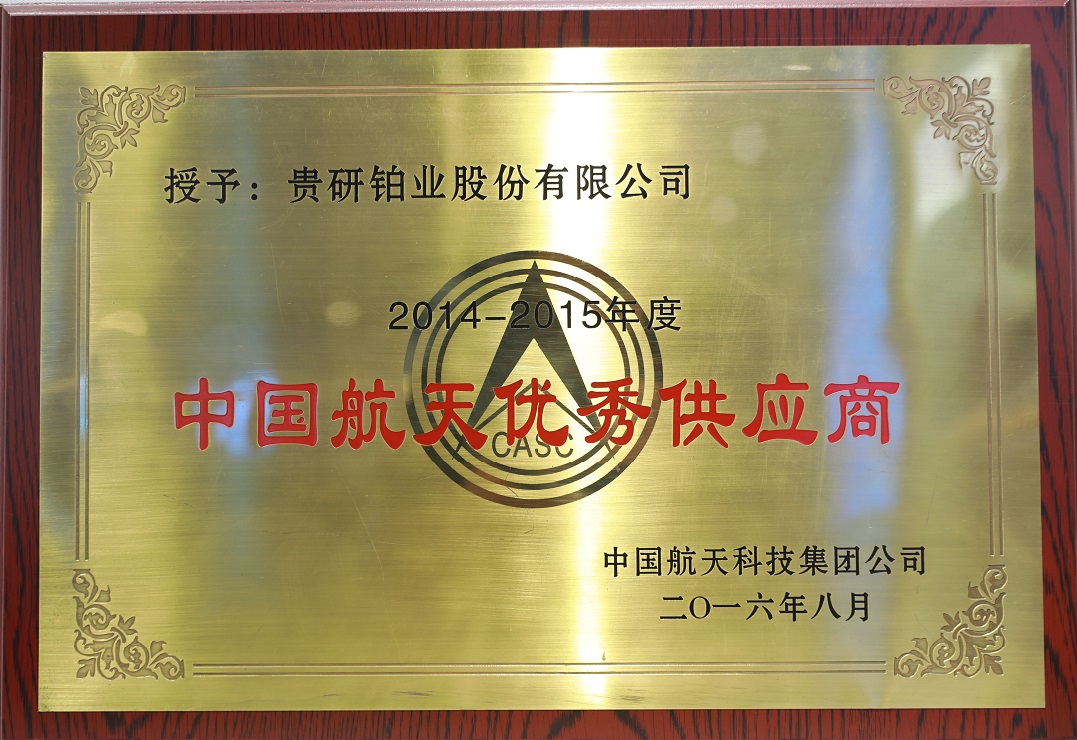 授予：贵研铂业股份有限公司
2014-2015年度
中国航天优秀供应商
CASC
中国航天科技集团公司
二〇一六年八月